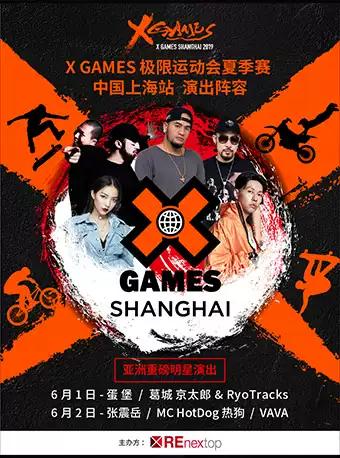 X GAMES
X GAMES SHANGHAI 2019
X GAMES 极限运动会夏季赛
中国上海站 演出阵容
X
GAMES
SHANGHAI
亚洲重磅明星演出
6月1日-蛋堡 / 葛城 京太郎 & RyoTracks
6月2日-张震岳 / MC HotDog 热狗 / VAVA
主办方： REnextop